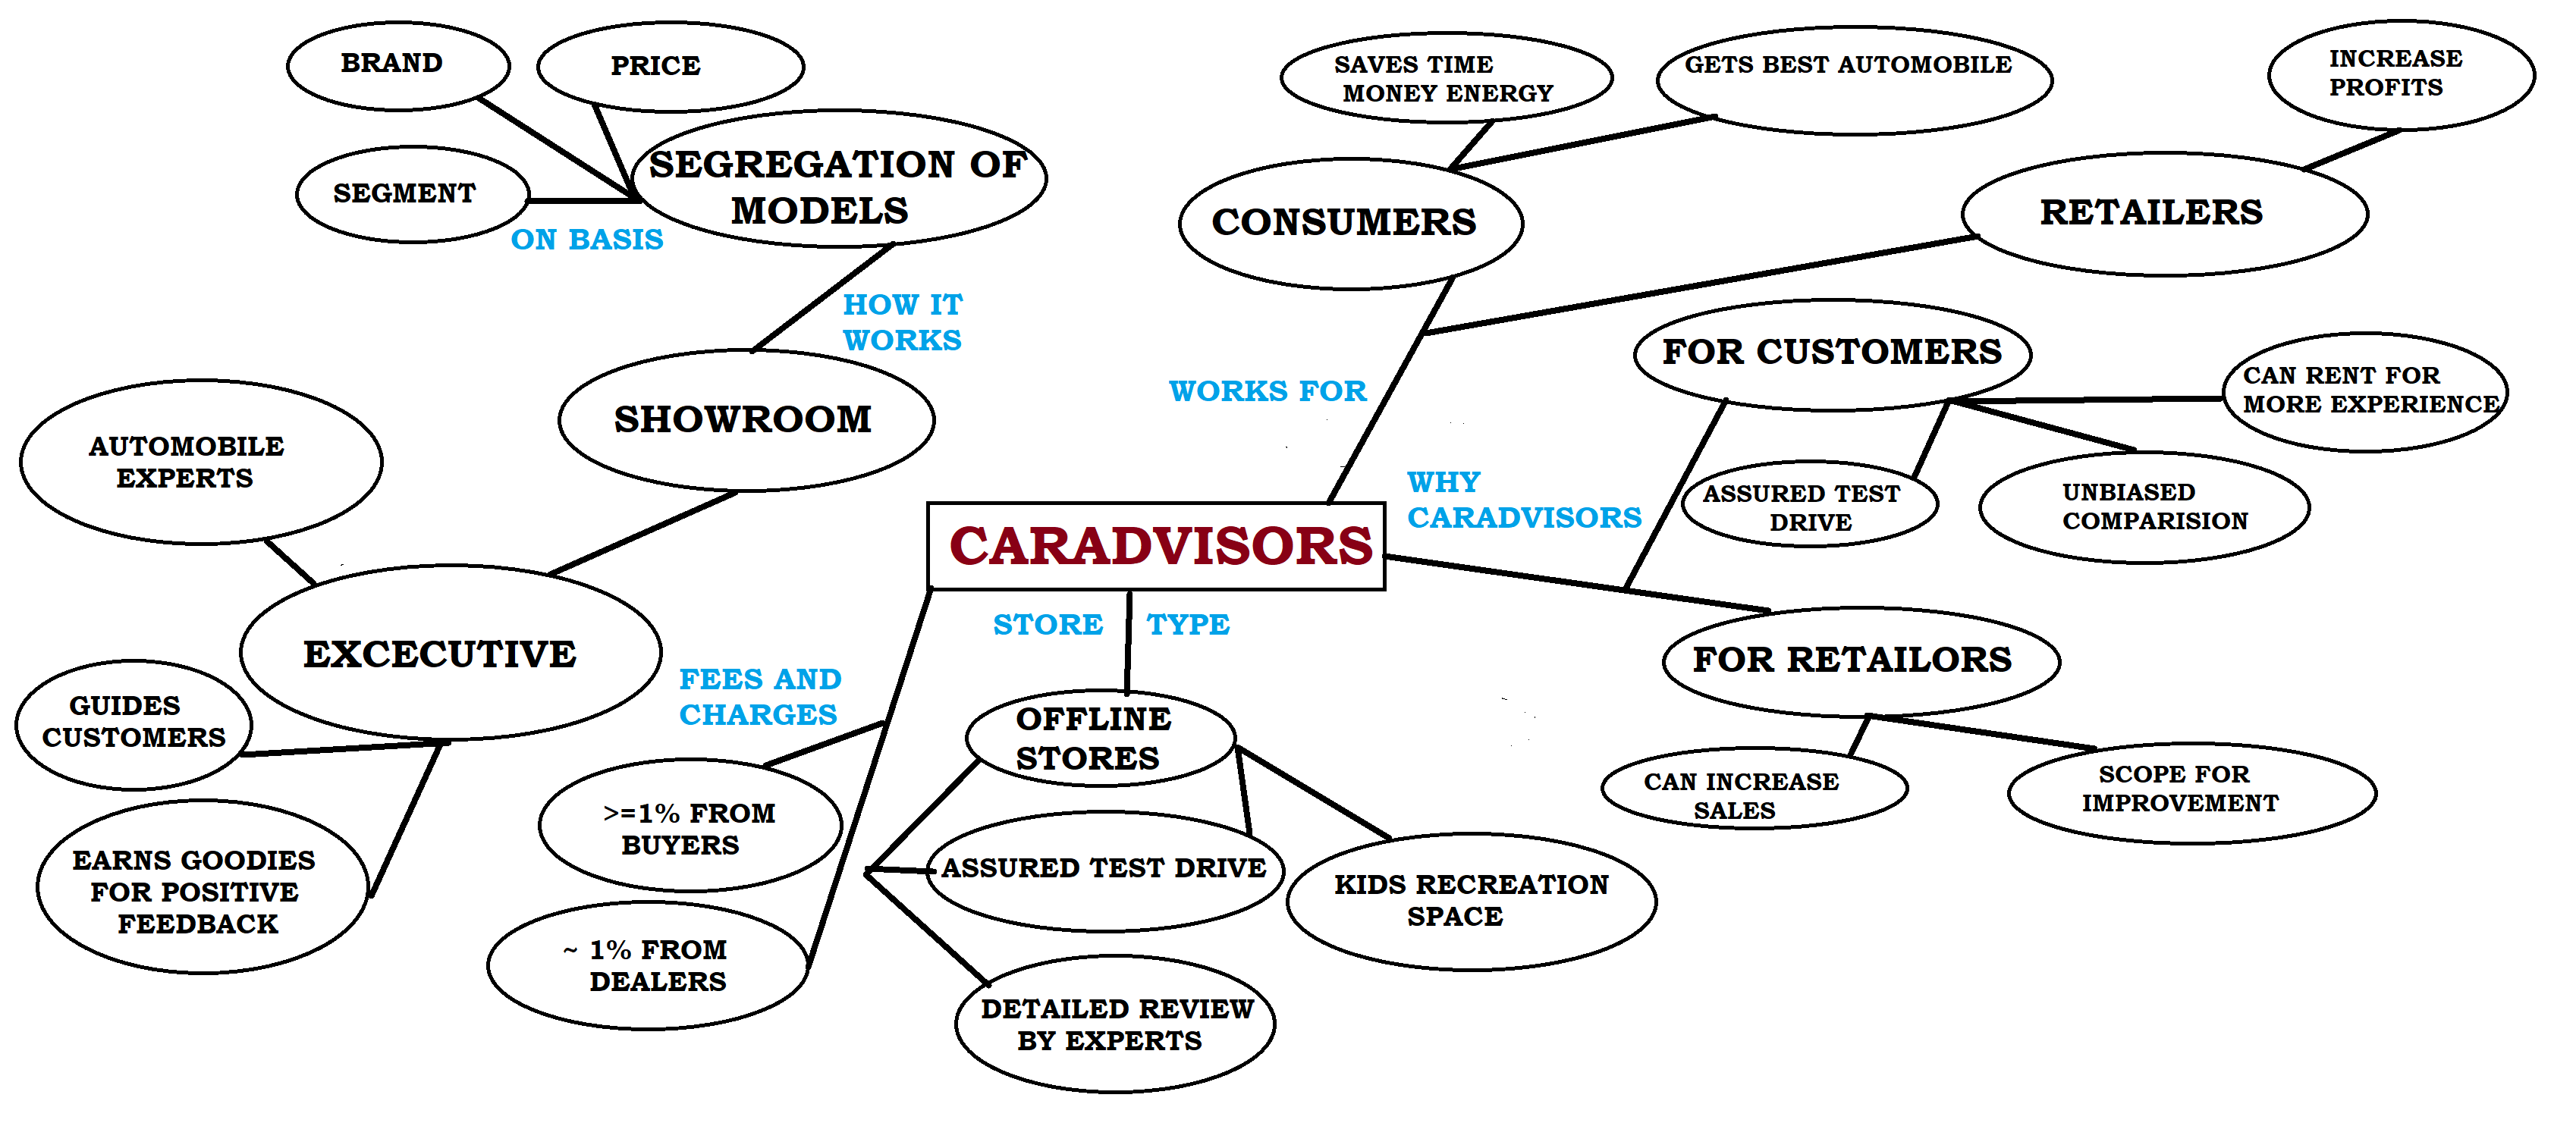 BRAND
PRICE
SEGMENT
SEGREGATION OF
MODELS
ON BASIS
HOW IT
WORKS
SHOWROOM
AUTOMOBILE
EXPERTS
EXCECUTIVE
GUIDES
CUSTOMERS
EARNS GOODIES
FOR POSITIVE
FEEDBACK
SAVES TIME
MONEY ENERGY
GETS BEST AUTOMOBILE
CONSUMERS
INCREASE
PROFITS
RETAILERS
WORKS FOR
FOR CUSTOMERS
CAN RENT FOR
MORE EXPERIENCE
ASSURED TEST
DRIVE
UNBIASED
COMPARISION
WHY
CARADVISORS
CARADVISORS
STORE TYPE
FOR RETAILORS
CAN INCREASE
SALES
SCOPE FOR
IMPROVEMENT
FEES AND
CHARGES
>=1% FROM
BUYERS
~ 1% FROM
DEALERS
OFFLINE
STORES
ASSURED TEST DRIVE
KIDS RECREATION
SPACE
DETAILED REVIEW
BY EXPERTS